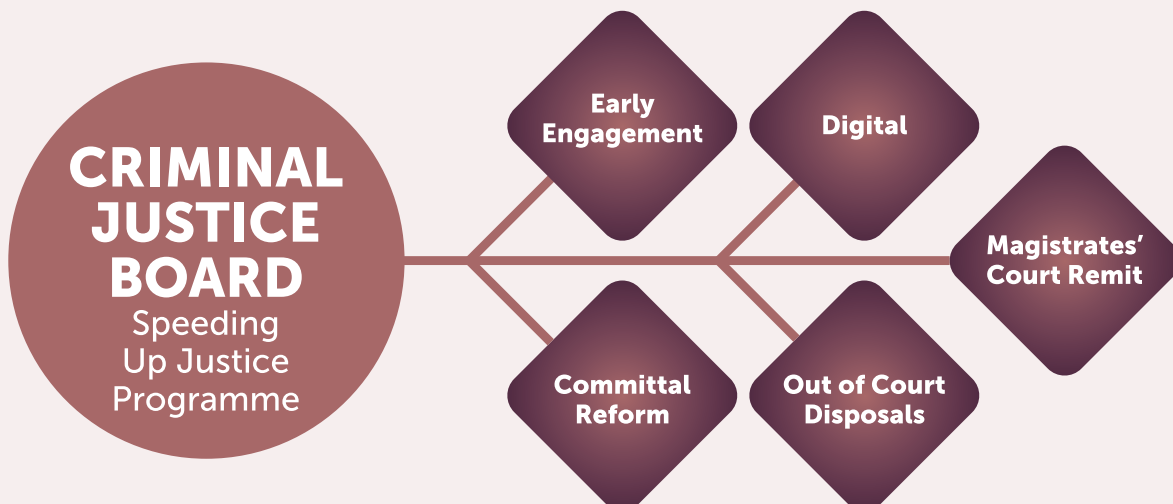 CRIMINAL
JUSTICE
BOARD
Speeding
Up Justice
Programme
Early
Engagement
Digital
Magistrates’
Court Remit
Committal
Reform
Out of Court
Disposals